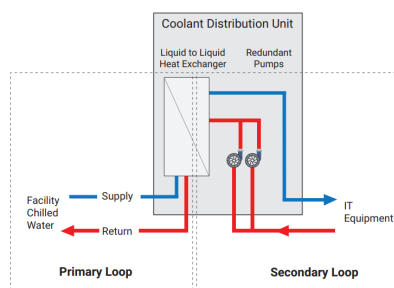 Coolant Distribution Unit
Liquid to Liquid
Heat Exchanger
Redundant
Pumps
Facility
Chilled
Water
Supply
Return
IT
Equipment
Primary Loop
Secondary Loop